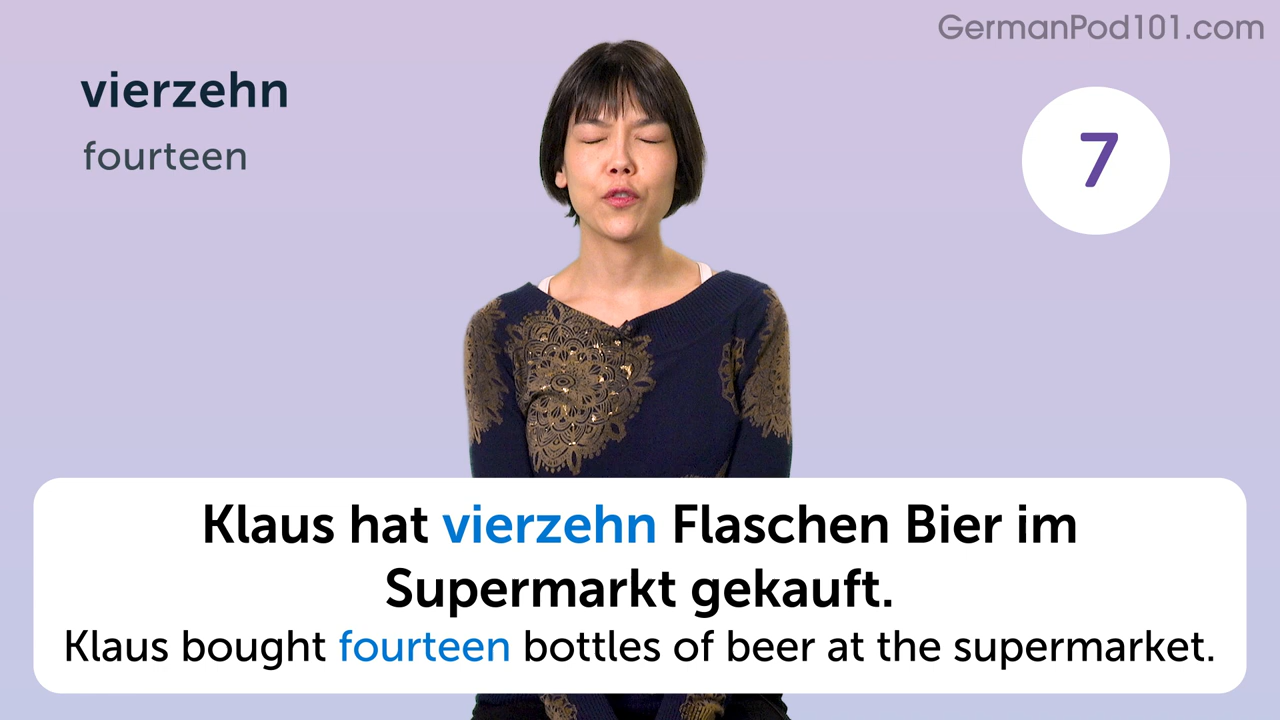 GermanPod101.com
vierzehn
fourteen
7
Klaus hat vierzehn Flaschen Bier im
Supermarkt gekauft.
Klaus bought fourteen bottles of beer at the supermarket.